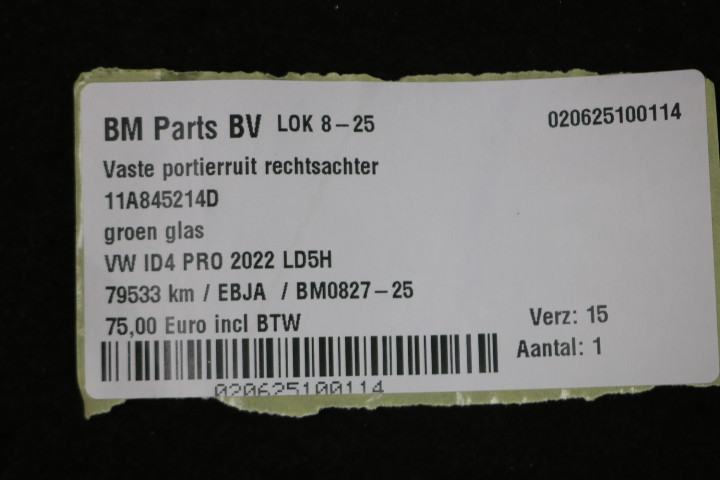 BM Parts BV LOK 8-25 020625100114
Vaste portierruit rechtsachter
11A845214D
groen glas
VW ID4 PRO 2022 LD5H
79533 km / EBJA / BM0827-25
75,00 Euro incl BTW Verz: 15
Aantal: 1
020625100114